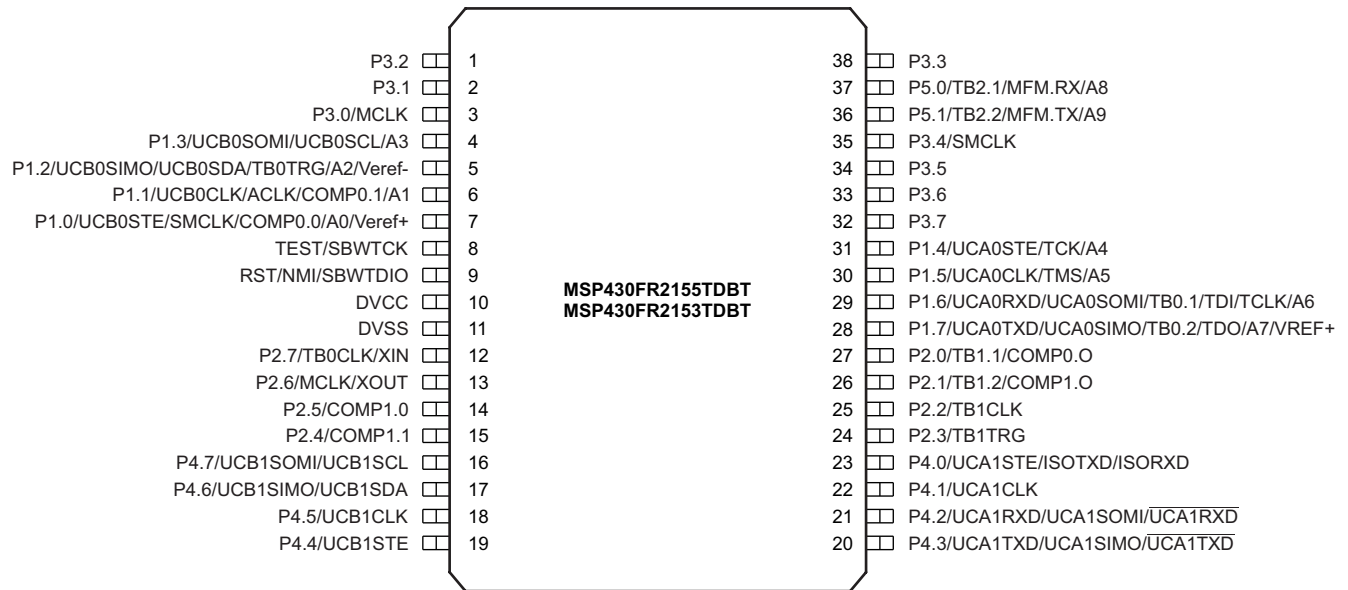 P3.2 1 38 P3.3
P3.1 2 37 P5.0/TB2.1/MFM.RX/A8
P3.0/MCLK 3 36 P5.1/TB2.2/MFM.TX/A9
P1.3/UCB0SOMI/UCB0SCL/A3 4 35 P3.4/SMCLK
P1.2/UCB0SIMO/UCB0SDA/TB0TRG/A2/Veref- 5 34 P3.5
P1.1/UCB0CLK/ACLK/COMP0.1/A1 6 33 P3.6
P1.0/UCB0STE/SMCLK/COMP0.0/A0/Veref+ 7 32 P3.7
TEST/SBWTCK 8 31 P1.4/UCA0STE/TCK/A4
RST/NMI/SBWTDIO 9 30 P1.5/UCA0CLK/TMS/A5
MSP430FR2155TDBT
DVCC 10 29 P1.6/UCA0RXD/UCA0SOMI/TB0.1/TDI/TCLK/A6
MSP430FR2153TDBT
DVSS 11 28 P1.7/UCA0TXD/UCA0SIMO/TB0.2/TDO/A7/VREF+
P2.7/TB0CLK/XIN 12 27 P2.0/TB1.1/COMP0.O
P2.6/MCLK/XOUT 13 26 P2.1/TB1.2/COMP1.O
P2.5/COMP1.0 14 25 P2.2/TB1CLK
P2.4/COMP1.1 15 24 P2.3/TB1TRG
P4.7/UCB1SOMI/UCB1SCL 16 23 P4.0/UCA1STE/ISOTXD/ISORXD
P4.6/UCB1SIMO/UCB1SDA 17 22 P4.1/UCA1CLK
P4.5/UCB1CLK 18 21 P4.2/UCA1RXD/UCA1SOMI/UCA1RXD
P4.4/UCB1STE 19 20 P4.3/UCA1TXD/UCA1SIMO/UCA1TXD